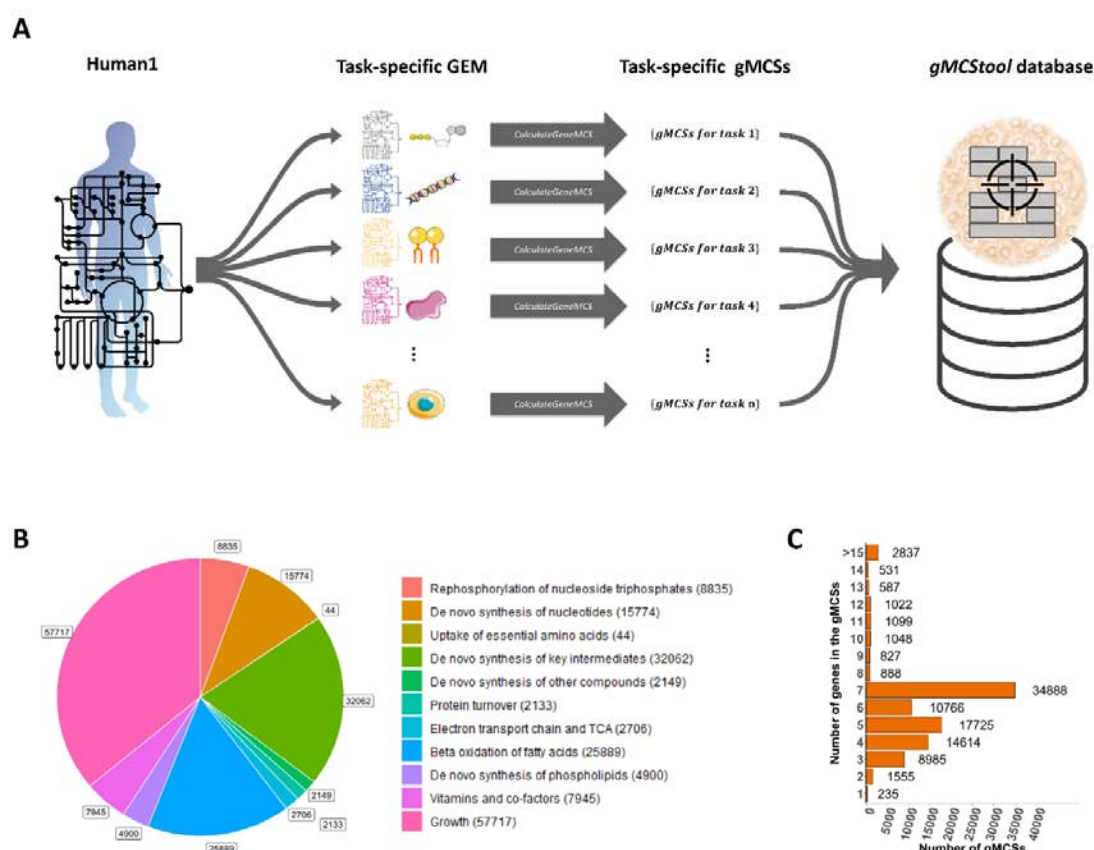 A
Human1
Task-specific GEM
Task-specific gMCSs
gMCStool database
CalculateGeneMCS
{gMCSs for task 1}
CalculateGeneMCS
{gMCSs for task 2}
CalculateGeneMCS
{gMCSs for task 3}
CalculateGeneMCS
{gMCSs for task 4}
CalculateGeneMCS
{gMCSs for task n}
B
8835
15774
44
57717
32062
7945
4900
25889
2706
2149
2133
Rephosphorylation of nucleoside triphosphates (8835)
De novo synthesis of nucleotides (15774)
Uptake of essential amino acids (44)
De novo synthesis of key intermediates (32062)
De novo synthesis of other compounds (2149)
Protein turnover (2133)
Electron transport chain and TCA (2706)
Beta oxidation of fatty acids (25889)
De novo synthesis of phospholipids (4900)
Vitamins and co-factors (7945)
Growth (57717)
C
Number of genes in the gMCSs
>15 2837
14 531
13 587
12 1022
11 1099
10 1048
9 827
8 888
7 34888
6 10766
5 17725
4 14614
3 8985
2 1555
1 235
0 5000 10000 15000 20000 25000 30000 35000 40000
Number of gMCSs